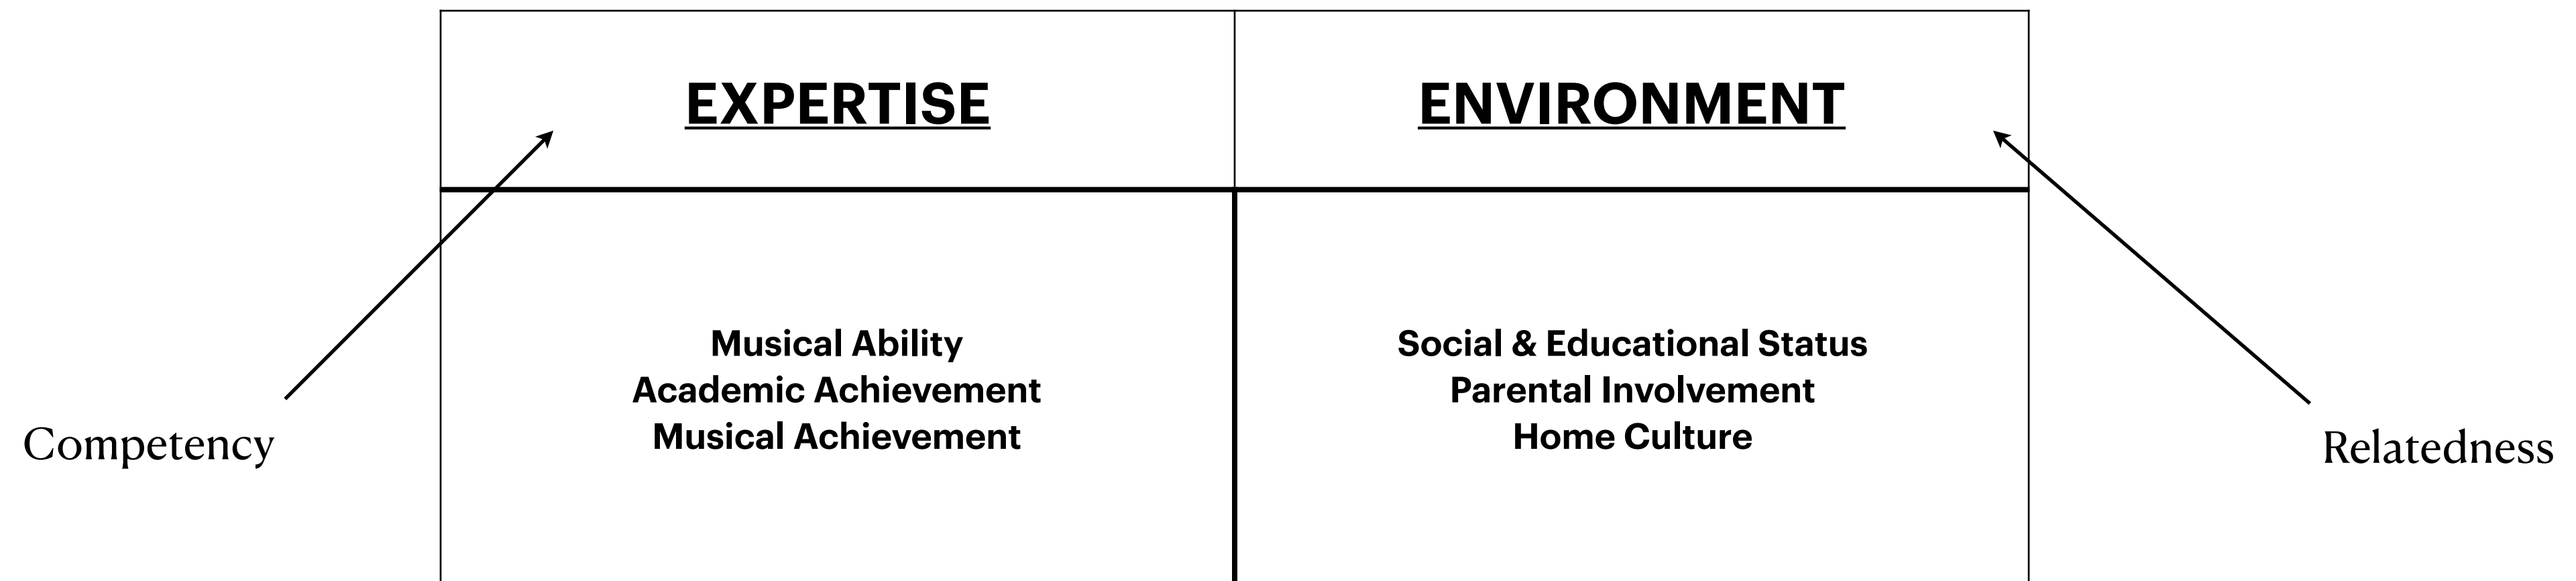 EXPERTISE
ENVIRONMENT
Musical Ability
Academic Achievement
Musical Achievement
Social & Educational Status
Parental Involvement
Home Culture
Competency
Relatedness